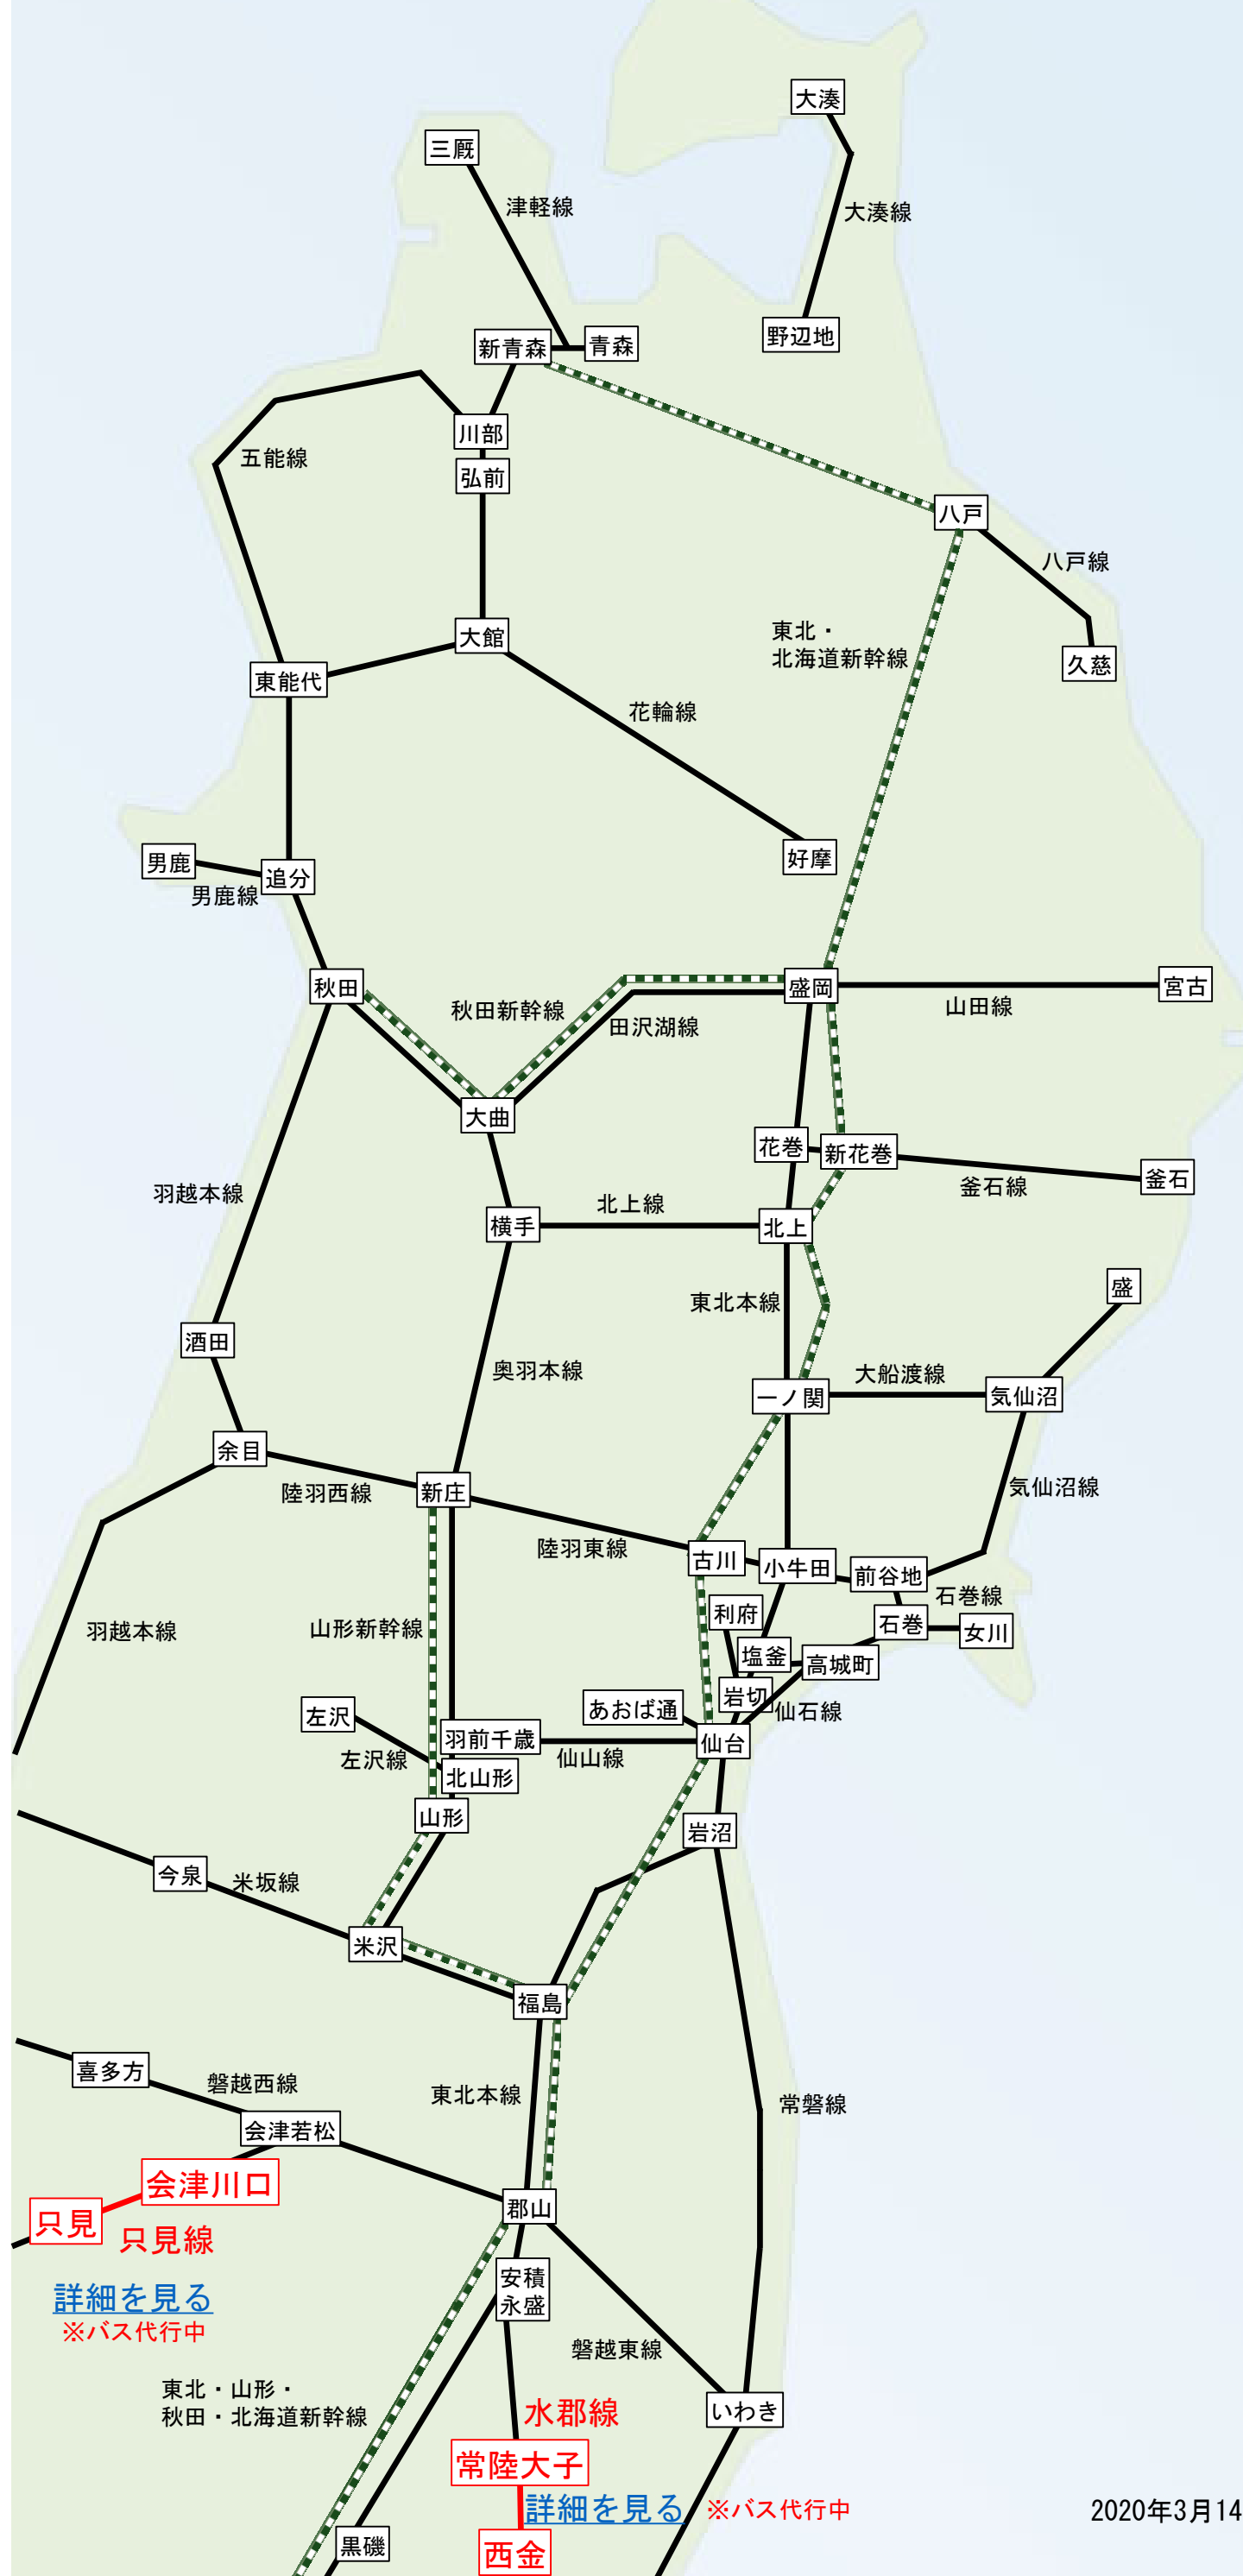 大湊
三厩
津軽線
大湊線
新青森
青森
野辺地
川部
五能線
弘前
八戸
八戸線
東北・
北海道新幹線
大館
久慈
東能代
花輪線
男鹿
好摩
追分
男鹿線
秋田
盛岡
宮古
秋田新幹線
田沢湖線
山田線
大曲
花巻
新花巻
釜石
釜石線
羽越本線
北上線
横手
北上
盛
東北本線
酒田
奥羽本線
大船渡線
一ノ関
気仙沼
余目
陸羽西線
新庄
気仙沼線
陸羽東線
古川
小牛田
前谷地
石巻線
利府
石巻
女川
羽越本線
山形新幹線
塩釜
高城町
岩切
あおば通
仙石線
左沢
羽前千歳
仙山線
仙台
左沢線
北山形
山形
岩沼
今泉
米坂線
米沢
福島
喜多方
磐越西線
東北本線
常磐線
会津若松
会津川口
只見
只見線
郡山
詳細を見る
※バス代行中
安積
永盛
磐越東線
東北・山形・
秋田・北海道新幹線
いわき
水郡線
常陸大子
詳細を見る
※バス代行中
2020年3月14
黒磯
西金